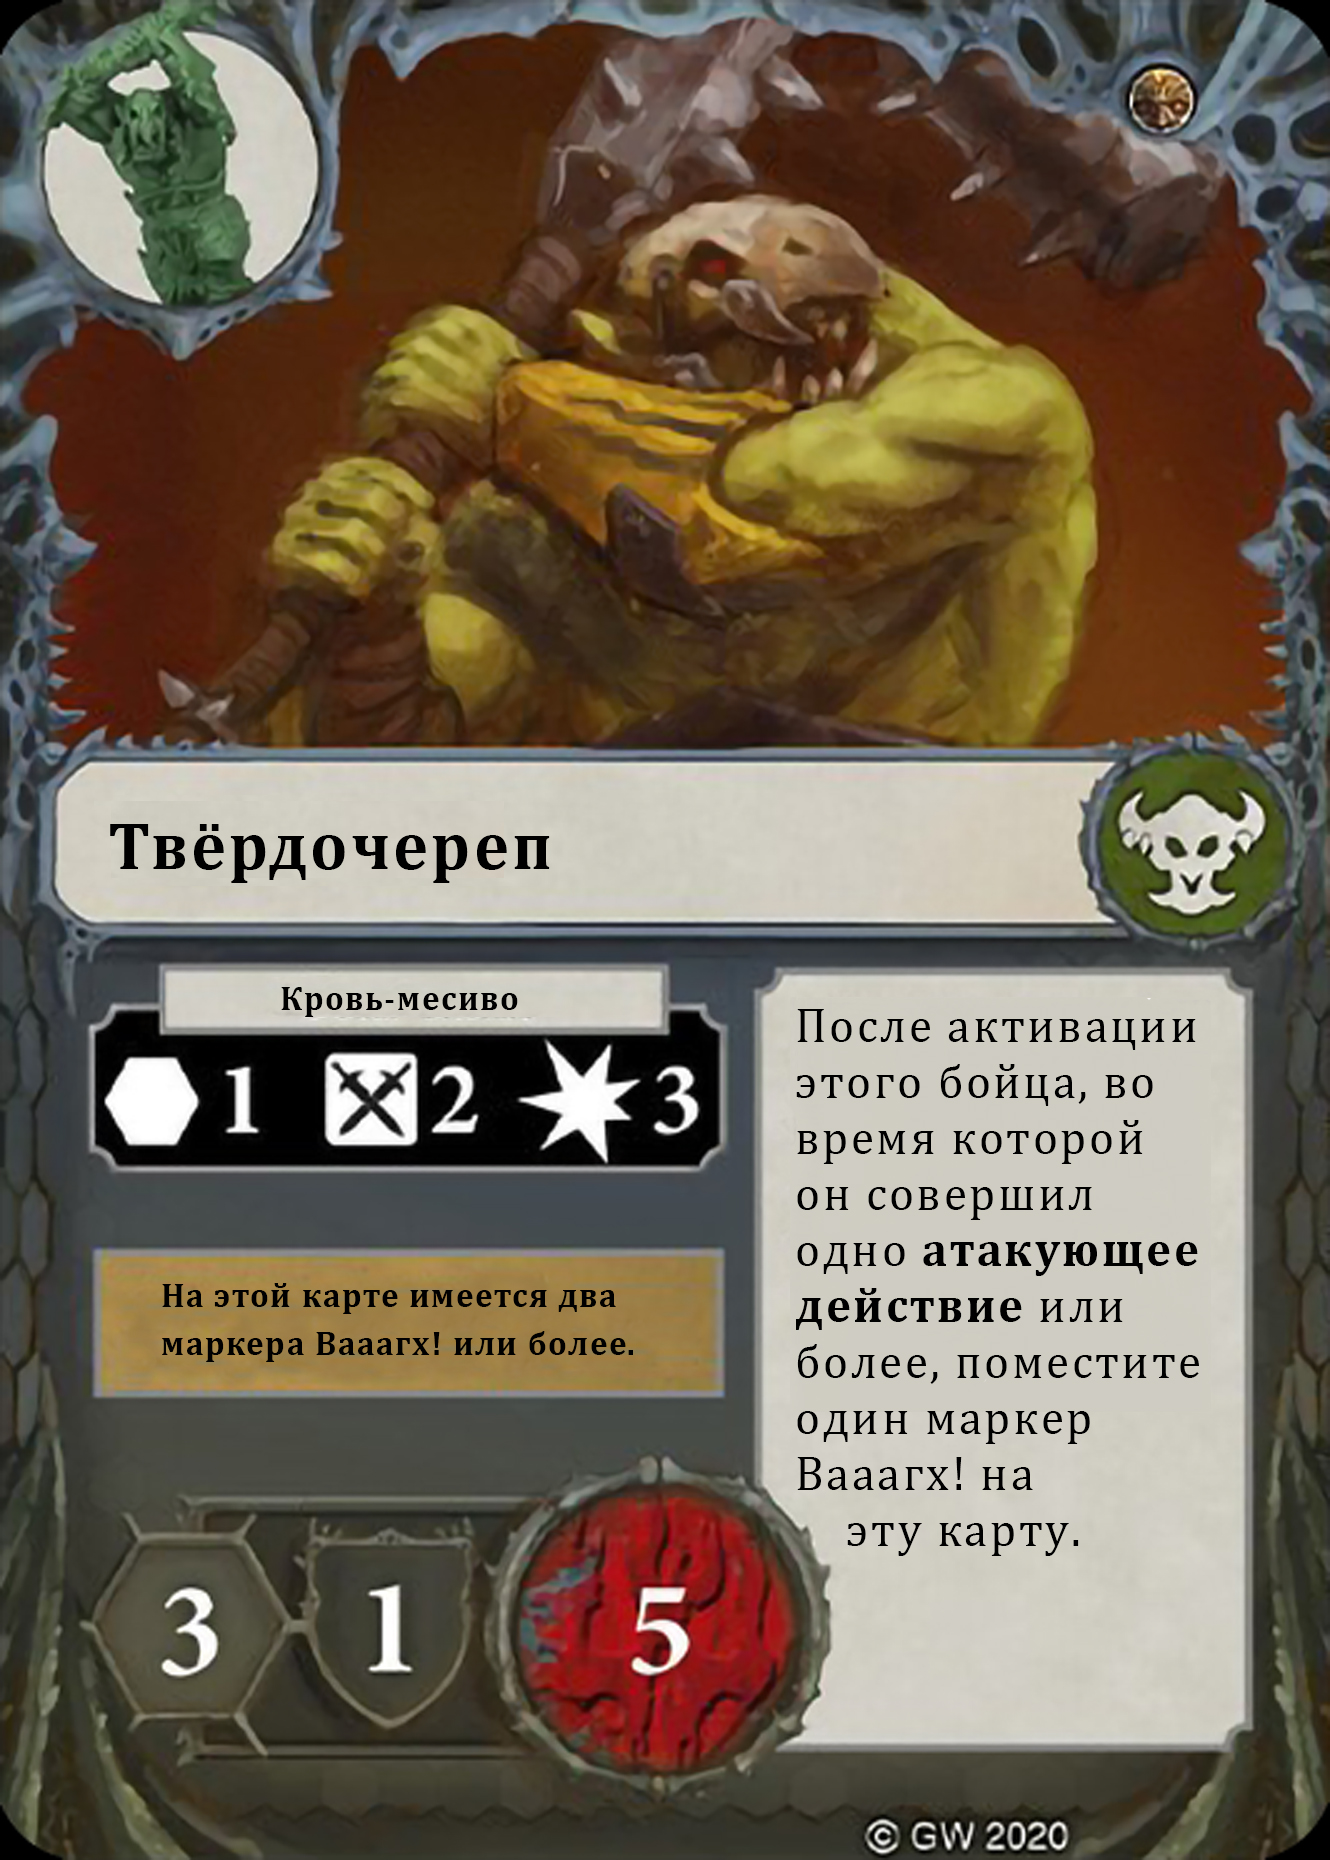 Твёрдочереп
Кровь-месиво
1 2 3
На этой карте имеется два
маркера Вааагх! или более.
После активации
этого бойца, во
время которой
он совершил
одно атакующее
действие или
более, поместите
один маркер
Вааагх! на
эту карту.
3 1 5
© GW 2020